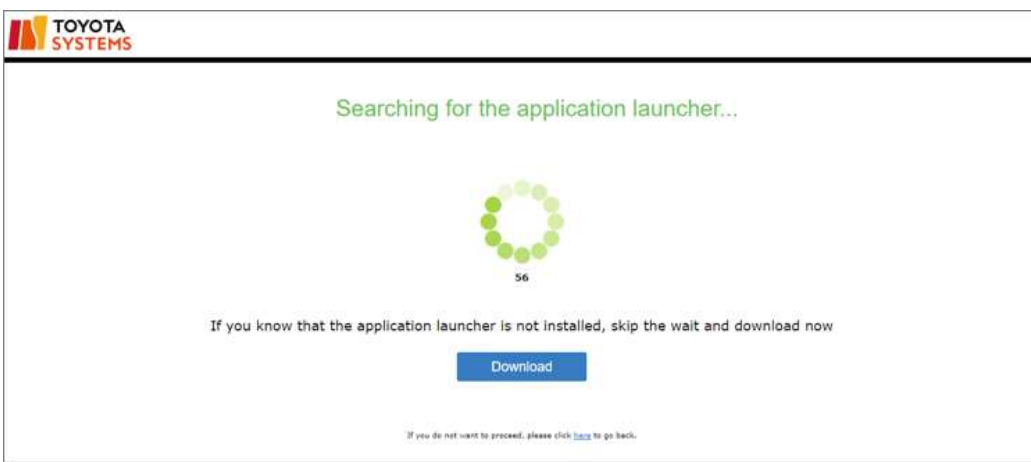 TOYOTA
SYSTEMS
Searching for the application launcher...
56
If you know that the application launcher is not installed, skip the wait and download now
Download
If you do not want to proceed, please click here to go back.